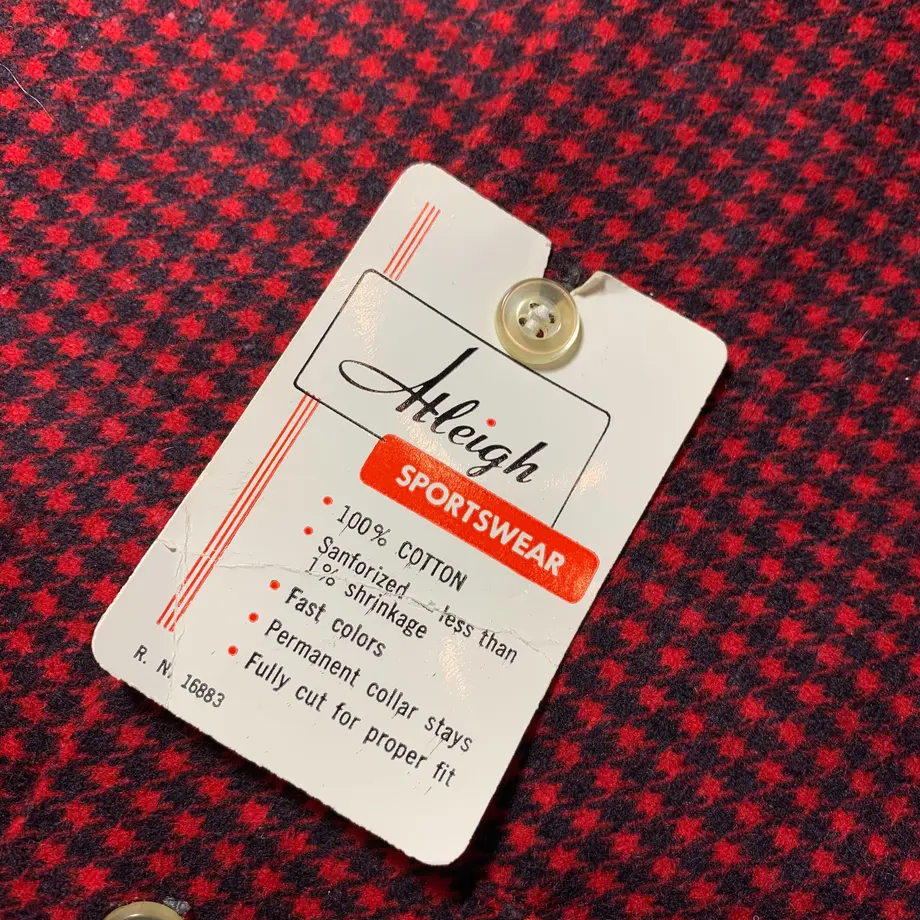 Atleigh
SPORTSWEAR
• 100% COTTON
• Sanforized — less than
1% shrinkage
• Fast colors
• Permanent collar stays
• Fully cut for proper fit
R. N. 16883